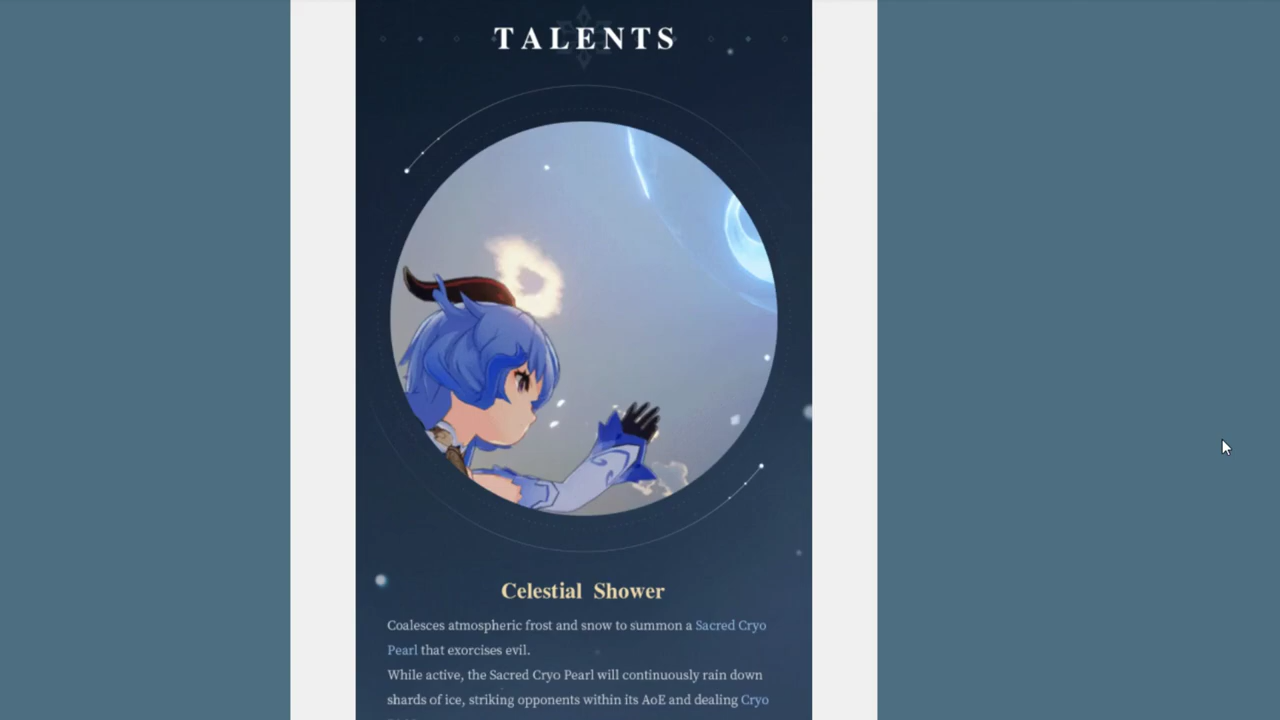 TALENTS
Celestial Shower
Coalesces atmospheric frost and snow to summon a Sacred Cryo
Pearl that exorcises evil.
While active, the Sacred Cryo Pearl will continuously rain down
shards of ice, striking opponents within its AoE and dealing Cryo